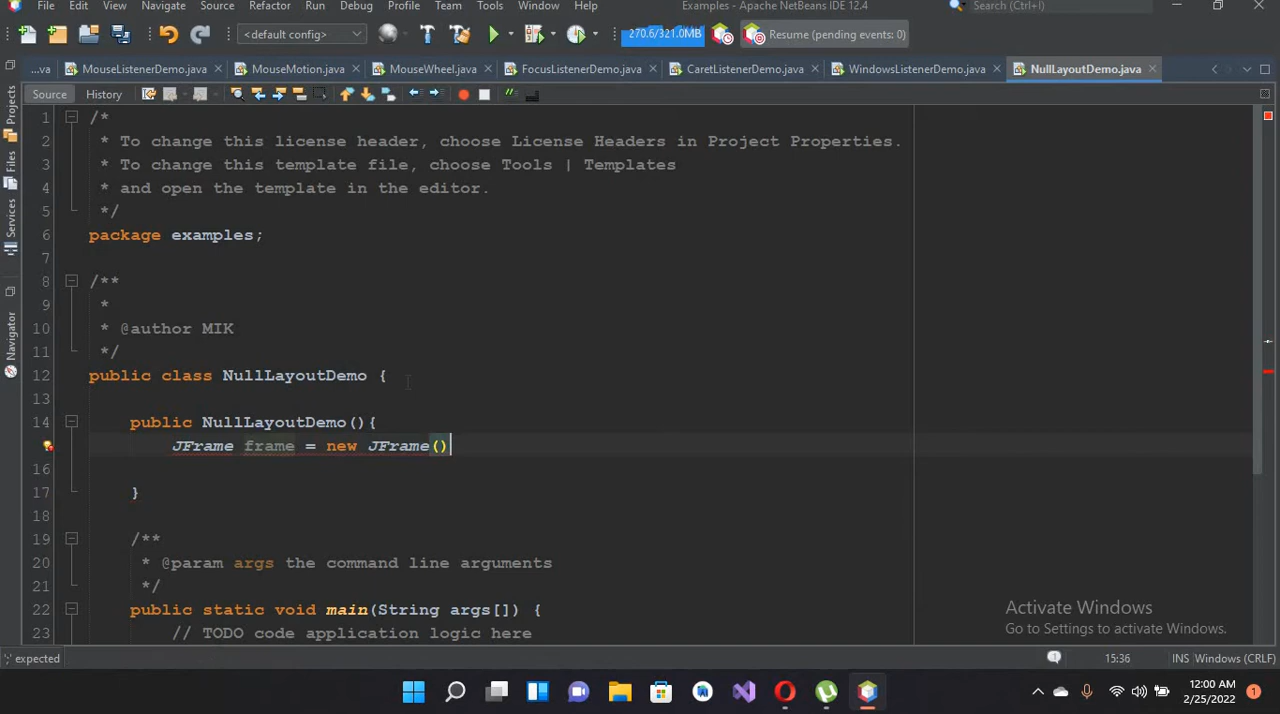 File Edit View Navigate Source Refactor Run Debug Profile Team Tools Window Help Examples - Apache NetBeans IDE 12.4 Search (Ctrl+I)
<default config> 270.6/321.0MB Resume (pending events: 0)
...va MouseListenerDemo.java MouseMotion.java MouseWheel.java FocusListenerDemo.java CaretListenerDemo.java WindowsListenerDemo.java NullLayoutDemo.java
Source History
Projects
Files
Services
Navigator
1 /*
2 * To change this license header, choose License Headers in Project Properties.
3 * To change this template file, choose Tools | Templates
4 * and open the template in the editor.
5 */
6 package examples;
7
8 /**
9 *
10 * @author MIK
11 */
12 public class NullLayoutDemo {
13
14 public NullLayoutDemo(){
JFrame frame = new JFrame()
16
17 }
18
19 /**
20 * @param args the command line arguments
21 */
22 public static void main(String args[]) {
23 // TODO code application logic here
Activate Windows
Go to Settings to activate Windows.
';' expected 15:36 INS Windows (CRLF)
12:00 AM
2/25/2022
1